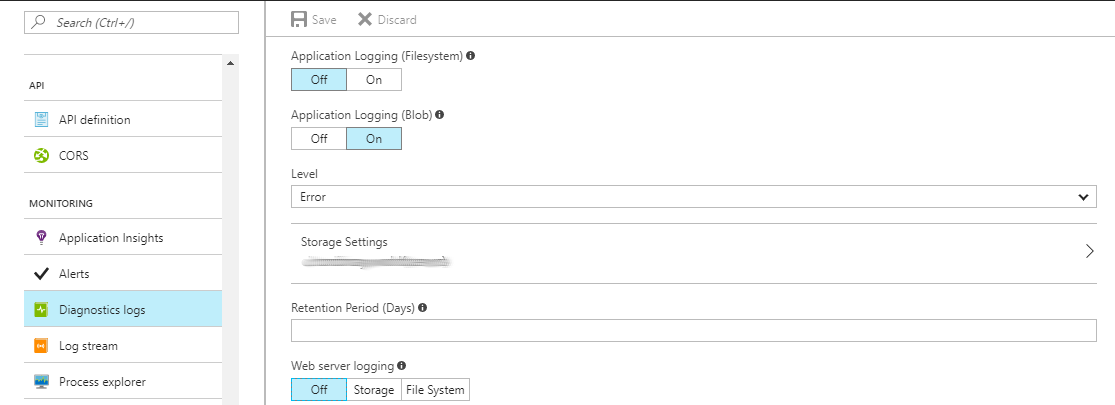 Search (Ctrl+/)
API
API definition
CORS
MONITORING
Application Insights
Alerts
Diagnostics logs
Log stream
Process explorer
Save Discard
Application Logging (Filesystem)
Off On
Application Logging (Blob)
Off On
Level
Error
Storage Settings
Retention Period (Days)
Web server logging
Off Storage File System